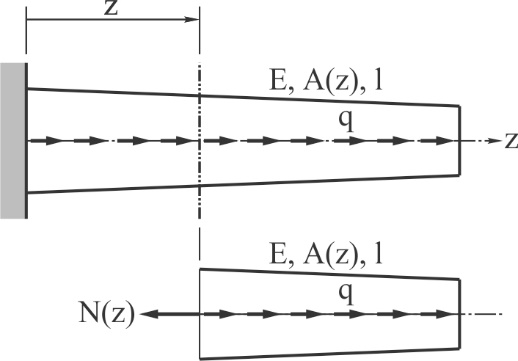 z
E, A(z), l
q
z
E, A(z), l
q
N(z)